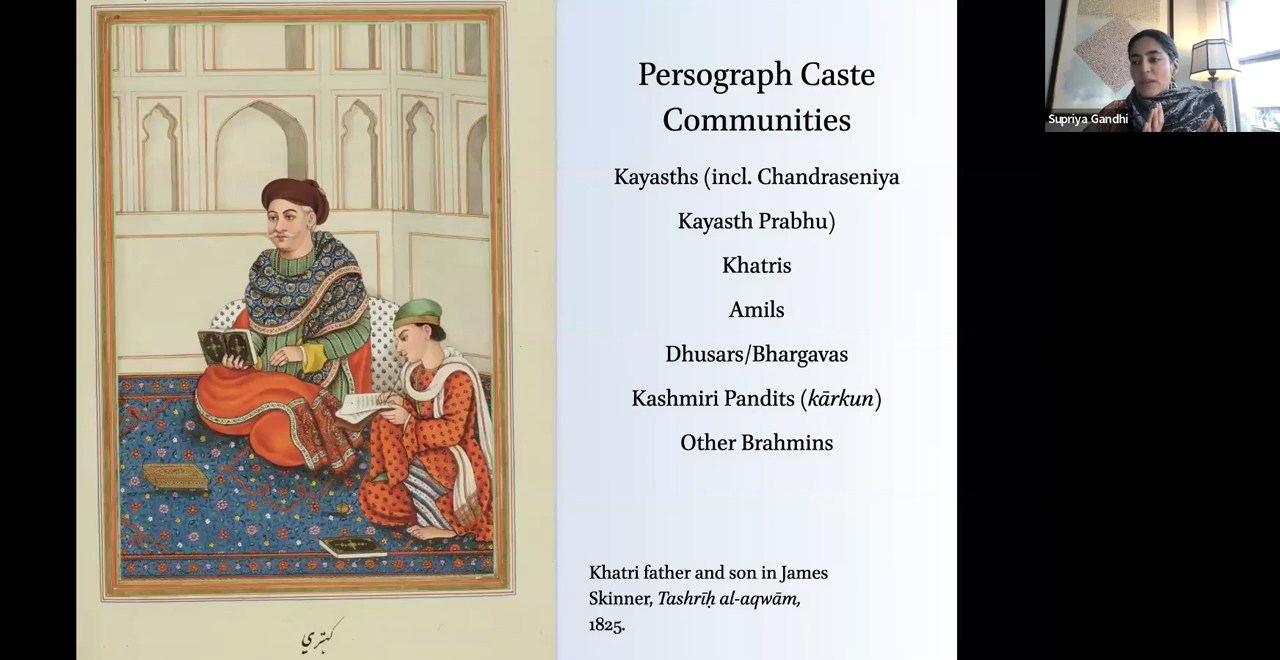 Persograph Caste
Communities
Kayasths (incl. Chandraseniya
Kayasth Prabhu)
Khatris
Amils
Dhusars/Bhargavas
Kashmiri Pandits (kārkun)
Other Brahmins
Khatri father and son in James
Skinner, Tashrīḥ al-aqwām,
1825.
کهتري
Supriya Gandhi